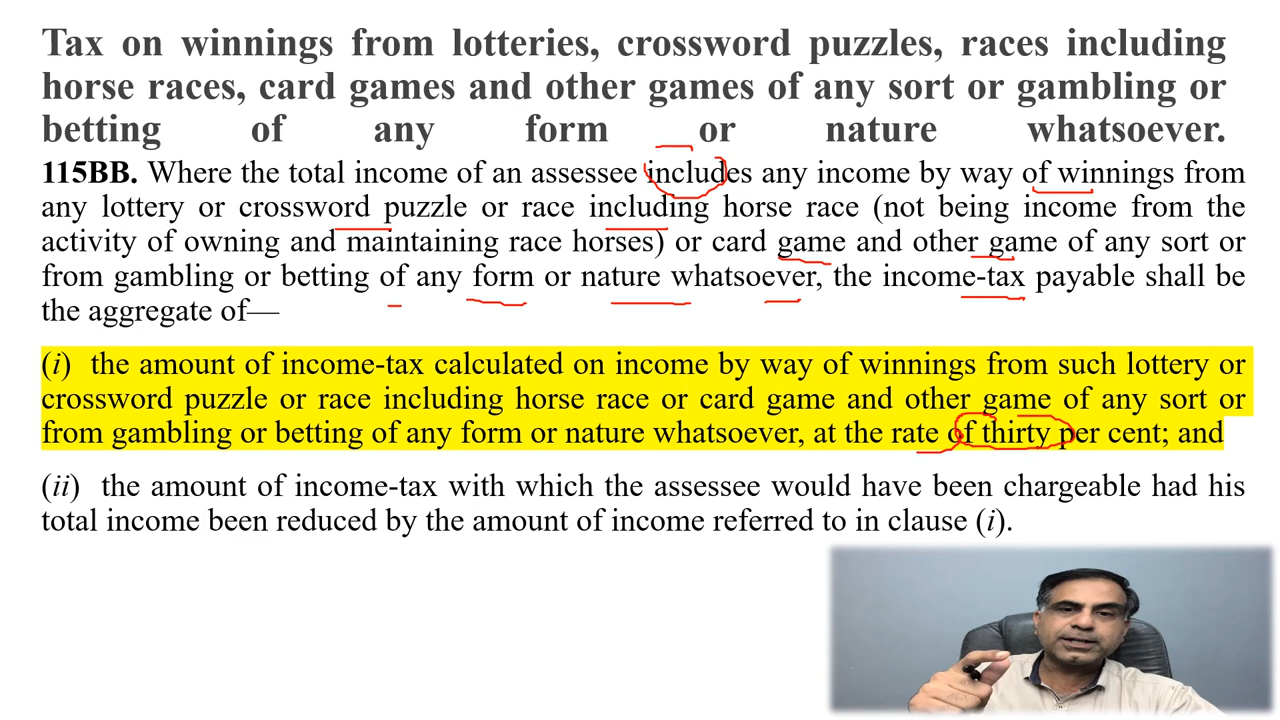 Tax on winnings from lotteries, crossword puzzles, races including
horse races, card games and other games of any sort or gambling or
betting of any form or nature whatsoever.
115BB. Where the total income of an assessee includes any income by way of winnings from
any lottery or crossword puzzle or race including horse race (not being income from the
activity of owning and maintaining race horses) or card game and other game of any sort or
from gambling or betting of any form or nature whatsoever, the income-tax payable shall be
the aggregate of—
(i) the amount of income-tax calculated on income by way of winnings from such lottery or
crossword puzzle or race including horse race or card game and other game of any sort or
from gambling or betting of any form or nature whatsoever, at the rate of thirty per cent; and
(ii) the amount of income-tax with which the assessee would have been chargeable had his
total income been reduced by the amount of income referred to in clause (i).